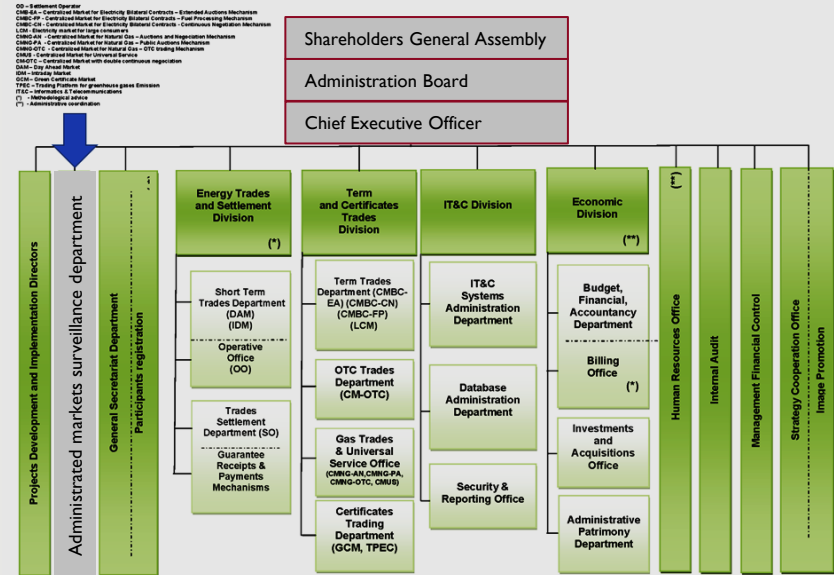 OO – Settlement Operator
CMB-EA – Centralized Market for Electricity Bilateral Contracts – Extended Auctions Mechanism
CMBC-FP - Centralized Market for Electricity Bilateral Contracts – Fuel Processing Mechanism
CMBC-CN - Centralized Market for Electricity Bilateral Contracts - Continuous Negotiation Mechanism
LCM - Electricity market for large consumers
CMNG-AN - Centralized Market for Natural Gas – Auctions and Negociation Mechanism
CMNG-PA - Centralized Market for Natural Gas – Public Auctions Mechanism
CMNG-OTC - Centralized Market for Natural Gas – OTC trading Mechanism
CMUS - Centralized Market for Universal Service
CM-OTC – Centralized Market with double continuous negociation
DAM – Day Ahead Market
IDM – Intraday Market
GCM – Green Certificate Market
TPEC – Trading Platform for greenhouse gases Emission
IT&C – Informatics & Telecommunications
(*) - Methodological advice
(**) - Administrative coordination
Shareholders General Assembly
Administration Board
Chief Executive Officer
Projects Development and Implementation Directors
Administrated markets surveillance department
General Secretariat Department
Participants registration
Energy Trades
and Settlement
Division
(*)
Short Term
Trades Department
(DAM)
(IDM)
Operative
Office
(OO)
Trades
Settlement
Department (SO)
Guarantee
Receipts &
Payments
Mechanisms
Term
and Certificates
Trades
Division
Term Trades
Department (CMBC-
EA) (CMBC-CN)
(CMBC-FP)
(LCM)
OTC Trades
Department
(CM-OTC)
Gas Trades
& Universal
Service Office
(CMNG-AN,CMNG-PA,
CMNG-OTC, CMUS)
Certificates
Trading
Department
(GCM, TPEC)
IT&C Division
IT&C
Systems
Administration
Department
Database
Administration
Department
Security &
Reporting Office
Economic
Division
(**)
Budget,
Financial,
Accountancy
Department
Billing
Office
(*)
Investments
and
Acquisitions
Office
Administrative
Patrimony
Department
(**)
Human Resources Office
Internal Audit
Management Financial Control
Strategy Cooperation Office
Image Promotion